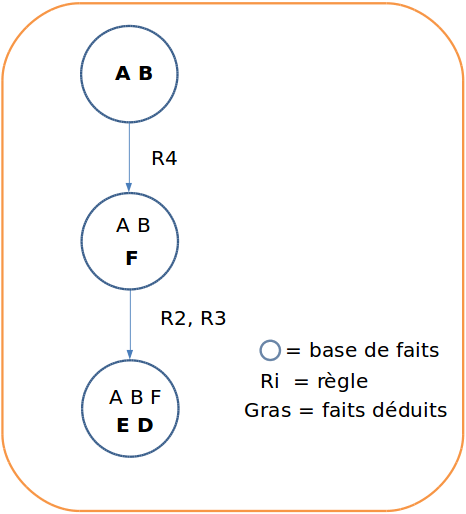 A B
R4
A B
F
R2, R3
A B F
E D
= base de faits
Ri = règle
Gras = faits déduits